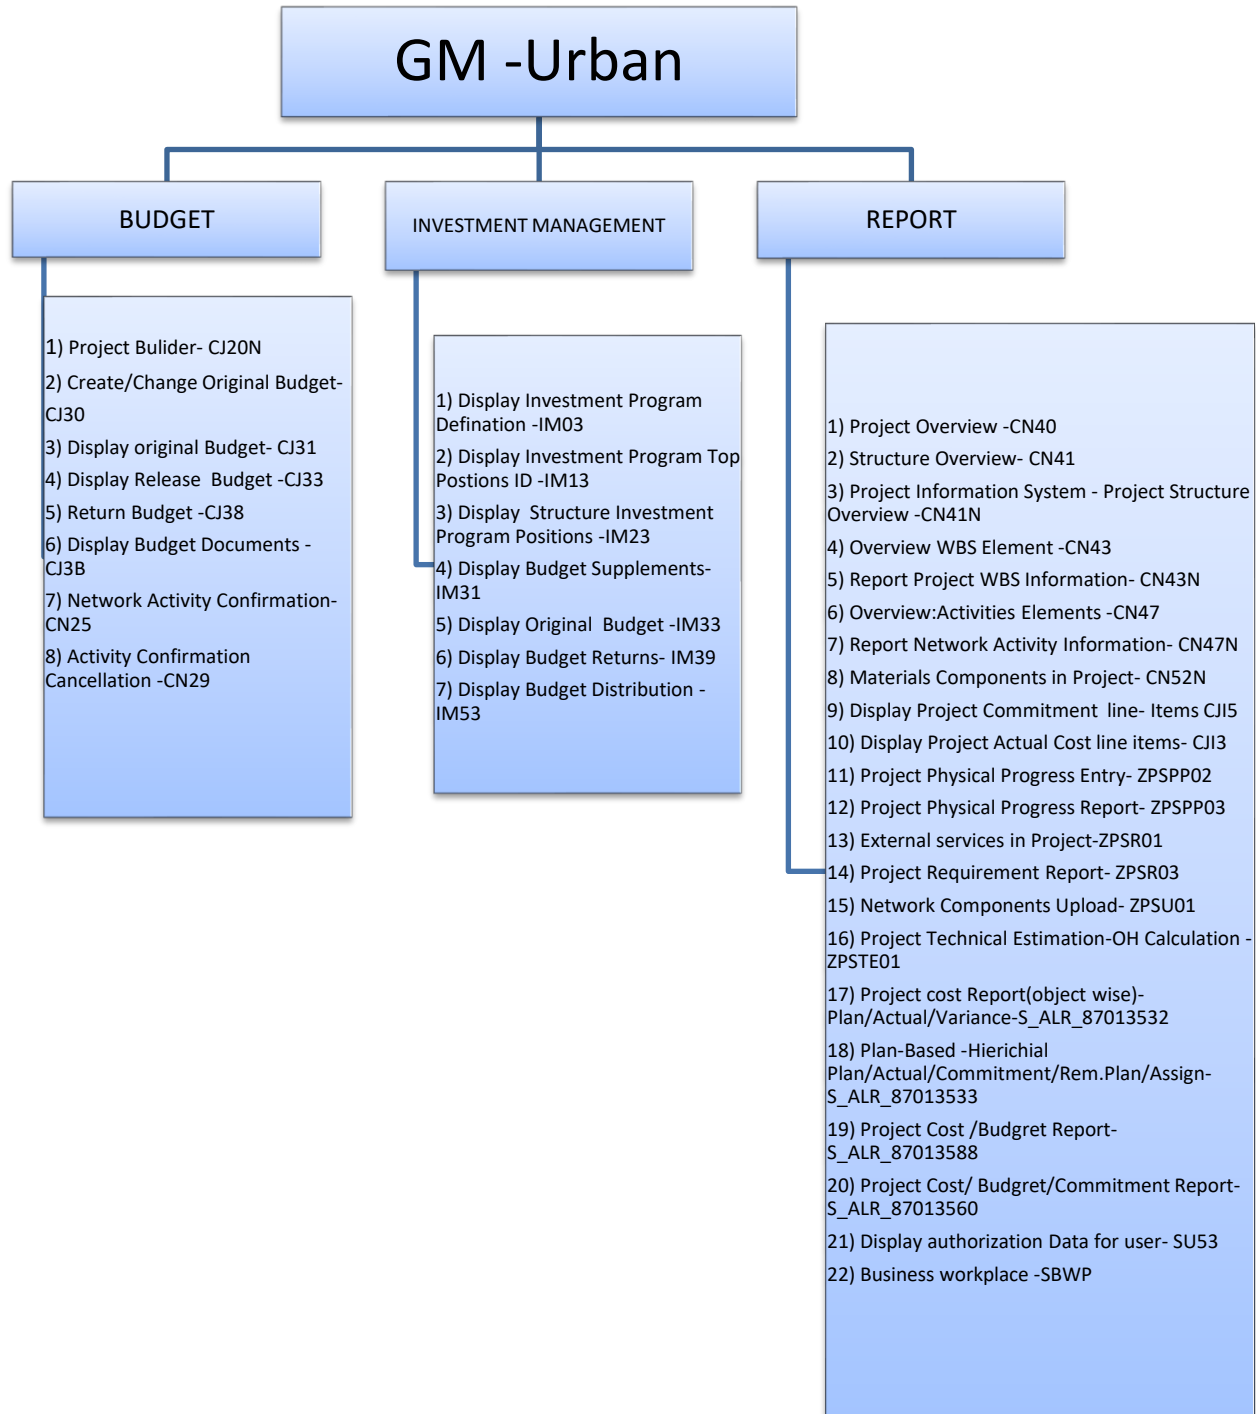 GM -Urban
BUDGET
INVESTMENT MANAGEMENT
REPORT
1) Project Bulider- CJ20N
2) Create/Change Original Budget-
CJ30
3) Display original Budget- CJ31
4) Display Release  Budget -CJ33
5) Return Budget -CJ38
6) Display Budget Documents -
CJ3B
7) Network Activity Confirmation-
CN25
8) Activity Confirmation
Cancellation -CN29
1) Display Investment Program
Defination -IM03
2) Display Investment Program Top
Postions ID -IM13
3) Display  Structure Investment
Program Positions -IM23
4) Display Budget Supplements-
IM31
5) Display Original  Budget -IM33
6) Display Budget Returns- IM39
7) Display Budget Distribution -
IM53
1) Project Overview -CN40
2) Structure Overview- CN41
3) Project Information System - Project Structure
Overview -CN41N
4) Overview WBS Element -CN43
5) Report Project WBS Information- CN43N
6) Overview:Activities Elements -CN47
7) Report Network Activity Information- CN47N
8) Materials Components in Project- CN52N
9) Display Project Commitment  line- Items CJI5
10) Display Project Actual Cost line items- CJI3
11) Project Physical Progress Entry- ZPSPP02
12) Project Physical Progress Report- ZPSPP03
13) External services in Project-ZPSR01
14) Project Requirement Report- ZPSR03
15) Network Components Upload- ZPSU01
16) Project Technical Estimation-OH Calculation -
ZPSTE01
17) Project cost Report(object wise)-
Plan/Actual/Variance-S_ALR_87013532
18) Plan-Based -Hierichial
Plan/Actual/Commitment/Rem.Plan/Assign-
S_ALR_87013533
19) Project Cost /Budgret Report-
S_ALR_87013588
20) Project Cost/ Budgret/Commitment Report-
S_ALR_87013560
21) Display authorization Data for user- SU53
22) Business workplace -SBWP